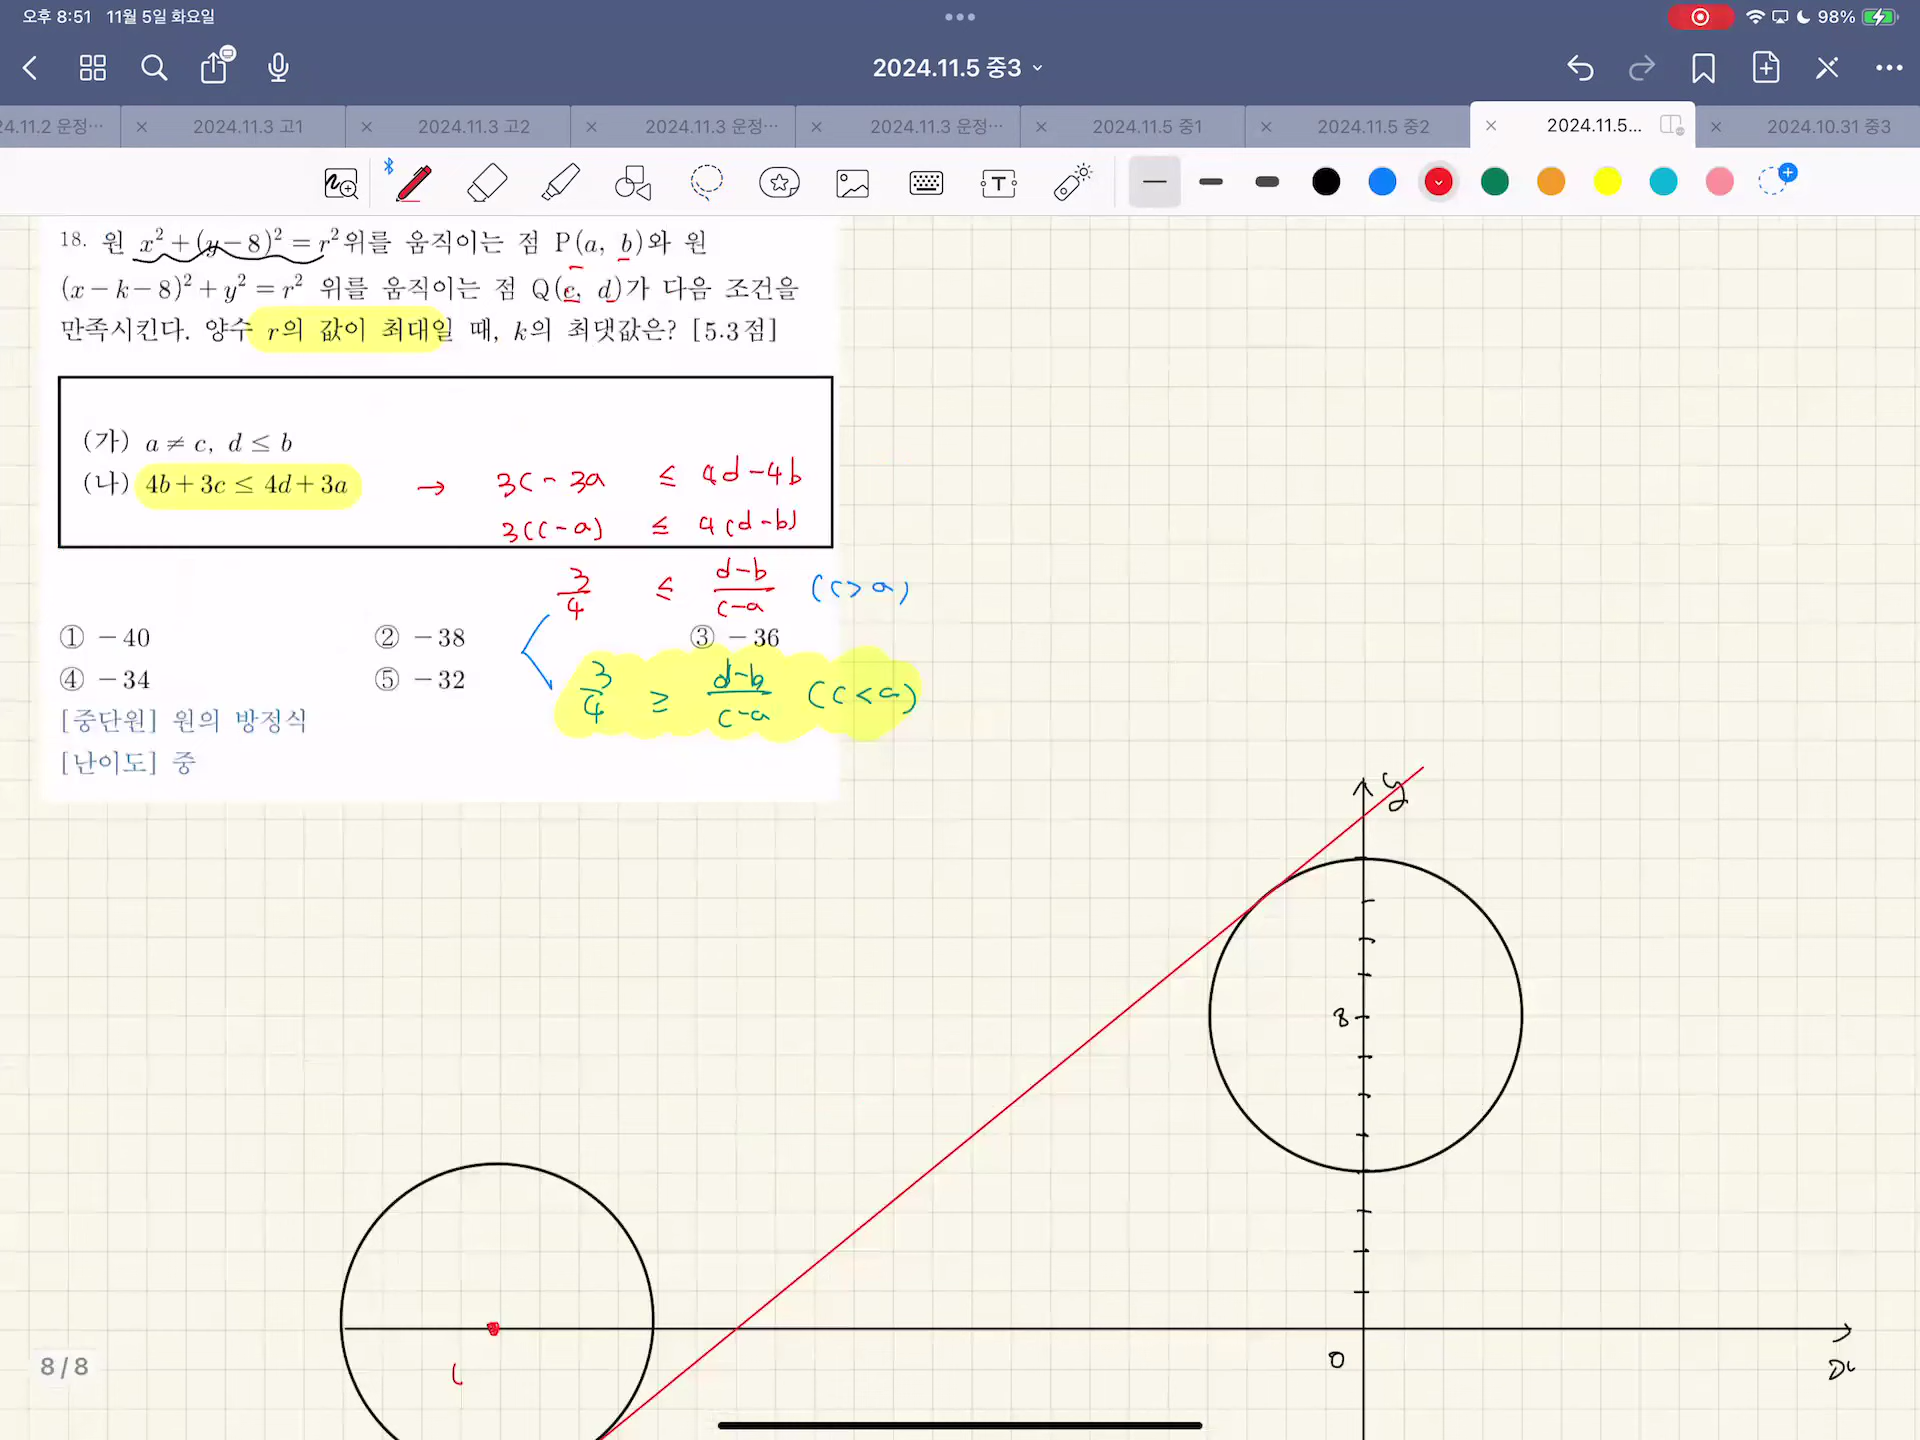 오후 8:51 11월 5일 화요일
98%
2024.11.5 중3
24.11.2 운정…
2024.11.3 고1
2024.11.3 고2
2024.11.3 운정…
2024.11.3 운정…
2024.11.5 중1
2024.11.5 중2
2024.11.5...
2024.10.31 중3
18. 원 x² + (y − 8)² = r² 위를 움직이는 점 P(a, b)와 원
(x − k − 8)² + y² = r² 위를 움직이는 점 Q(c, d)가 다음 조건을
만족시킨다. 양수 r의 값이 최대일 때, k의 최댓값은? [5.3점]
(가) a ≠ c, d ≤ b
(나) 4b + 3c ≤ 4d + 3a → 3c − 3a ≤ 4d − 4b
3(c − a) ≤ 4(d − b)
3/4 ≤ (d−b)/(c−a) (c > a)
① −40 ② −38 ③ −36
3/4 ≥ (d−b)/(c−a) (c < a)
④ −34 ⑤ −32
[중단원] 원의 방정식
[난이도] 중
y
8
0
x
(
8 / 8